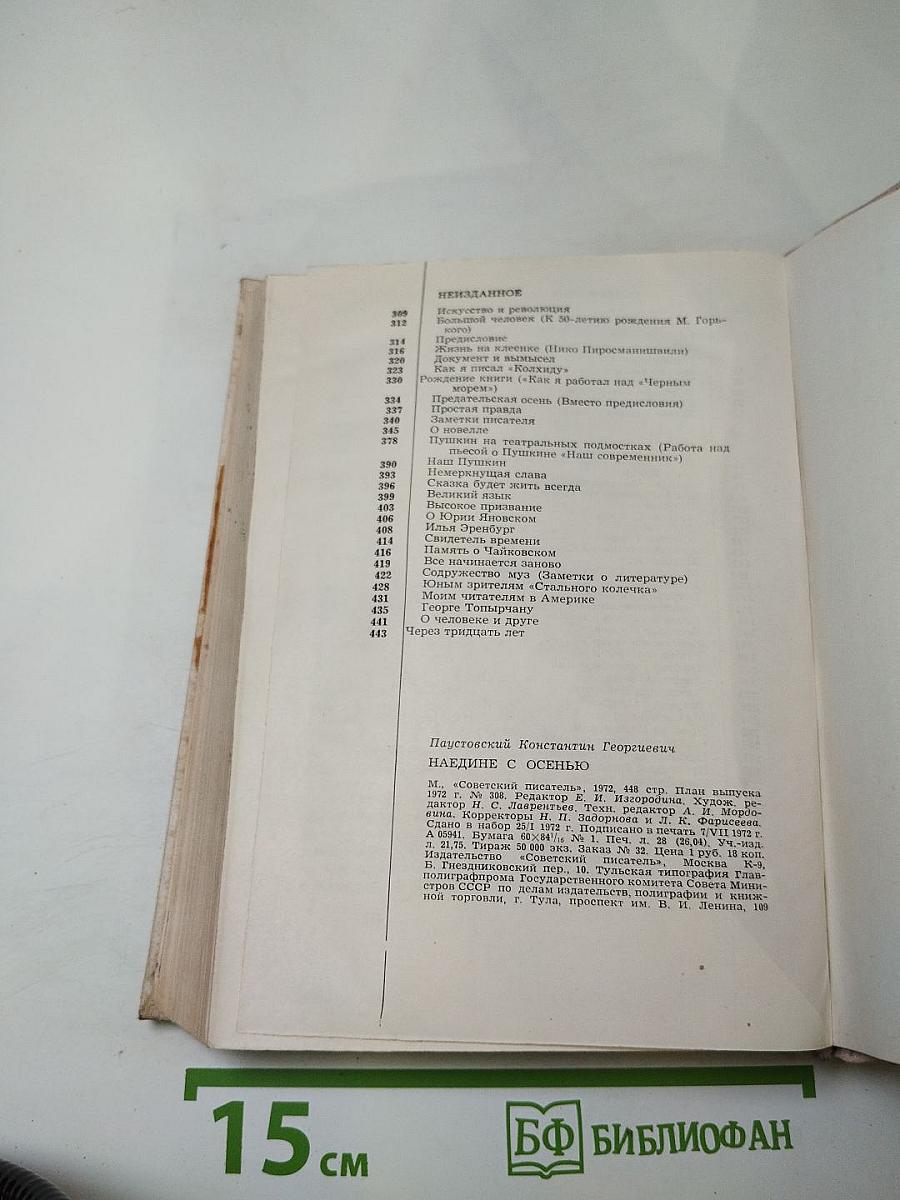 НЕИЗДАННОЕ
309 Искусство и революция
312 Большой человек (К 50-летию рождения М. Горь-
кого)
314 Предисловие
316 Жизнь на клеенке (Нико Пиросманишвили)
320 Документ и вымысел
323 Как я писал «Колхиду»
330 Рождение книги («Как я работал над «Черным
морем»)
334 Предательская осень (Вместо предисловия)
337 Простая правда
340 Заметки писателя
345 О новелле
378 Пушкин на театральных подмостках (Работа над
пьесой о Пушкине «Наш современник»)
390 Наш Пушкин
393 Немеркнущая слава
396 Сказка будет жить всегда
399 Великий язык
403 Высокое призвание
406 О Юрии Яновском
408 Илья Эренбург
414 Свидетель времени
416 Память о Чайковском
419 Все начинается заново
422 Содружество муз (Заметки о литературе)
428 Юным зрителям «Стального колечка»
431 Моим читателям в Америке
435 Георге Топырчану
441 О человеке и друге
443 Через тридцать лет
Паустовский Константин Георгиевич
НАЕДИНЕ С ОСЕНЬЮ
М., «Советский писатель», 1972, 448 стр. План выпуска
1972 г. № 308. Редактор Е. И. Изгородина. Худож. ре-
дактор Н. С. Лаврентьев. Техн. редактор А. И. Мордо-
вина. Корректоры Н. П. Задорнова и Л. К. Фарисеева.
Сдано в набор 25/I 1972 г. Подписано в печать 7/VII 1972 г.
А 05941. Бумага 60×84¹/₁₆ № 1. Печ. л. 28 (26,04). Уч.-изд.
л. 21,75. Тираж 50 000 экз. Заказ № 32. Цена 1 руб. 18 коп.
Издательство «Советский писатель», Москва К-9,
Б. Гнездниковский пер., 10. Тульская типография Глав-
полиграфпрома Государственного комитета Совета Мини-
стров СССР по делам издательств, полиграфии и книж-
ной торговли, г. Тула, проспект им. В. И. Ленина, 109
15 см
БФ БИБЛИОФАН